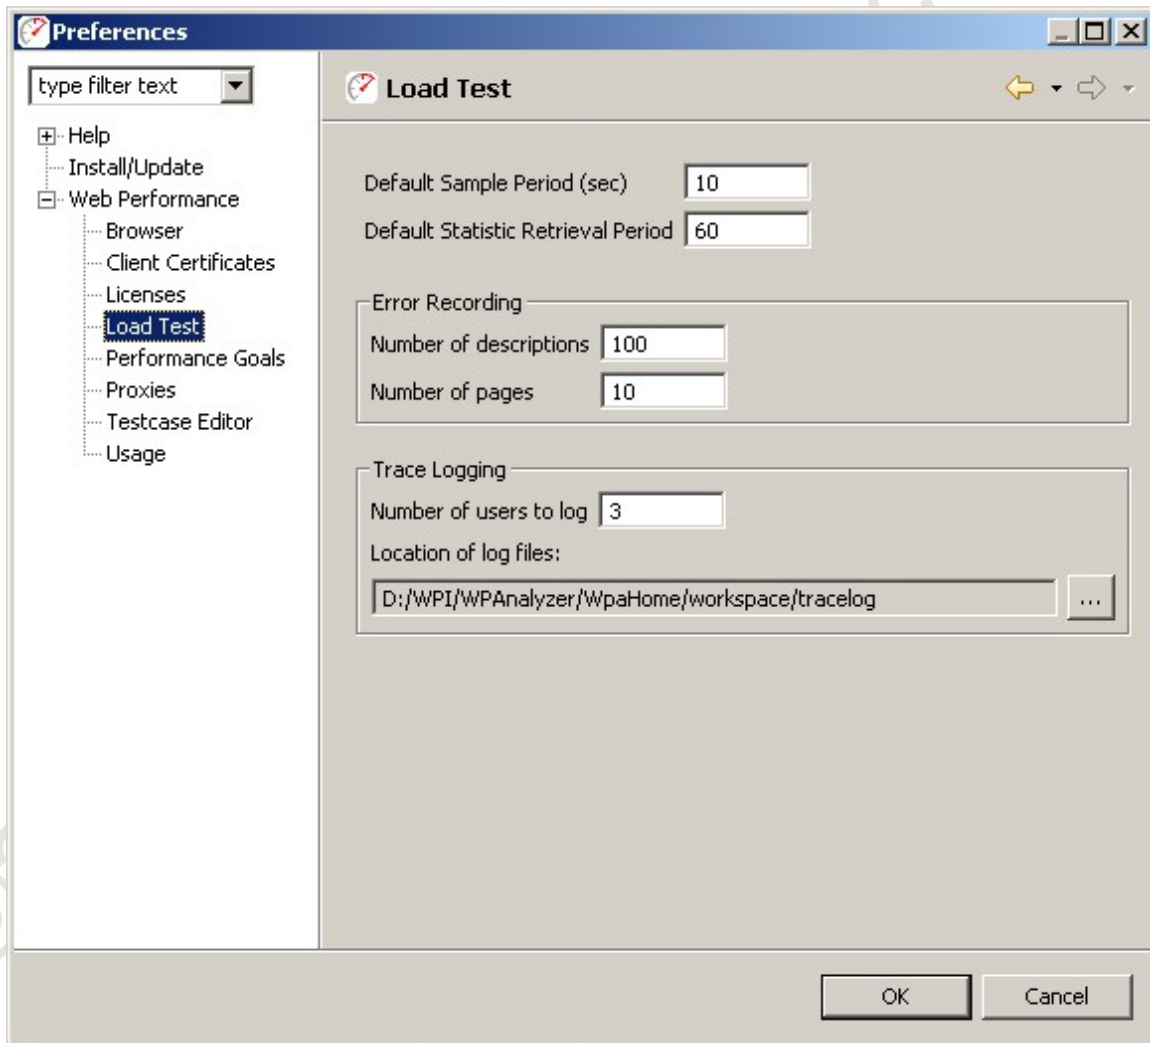 Preferences
type filter text
Help
Install/Update
Web Performance
Browser
Client Certificates
Licenses
Load Test
Performance Goals
Proxies
Testcase Editor
Usage
Load Test
Default Sample Period (sec) 10
Default Statistic Retrieval Period 60
Error Recording
Number of descriptions 100
Number of pages 10
Trace Logging
Number of users to log 3
Location of log files:
D:/WPI/WPAnalyzer/WpaHome/workspace/tracelog
...
OK Cancel